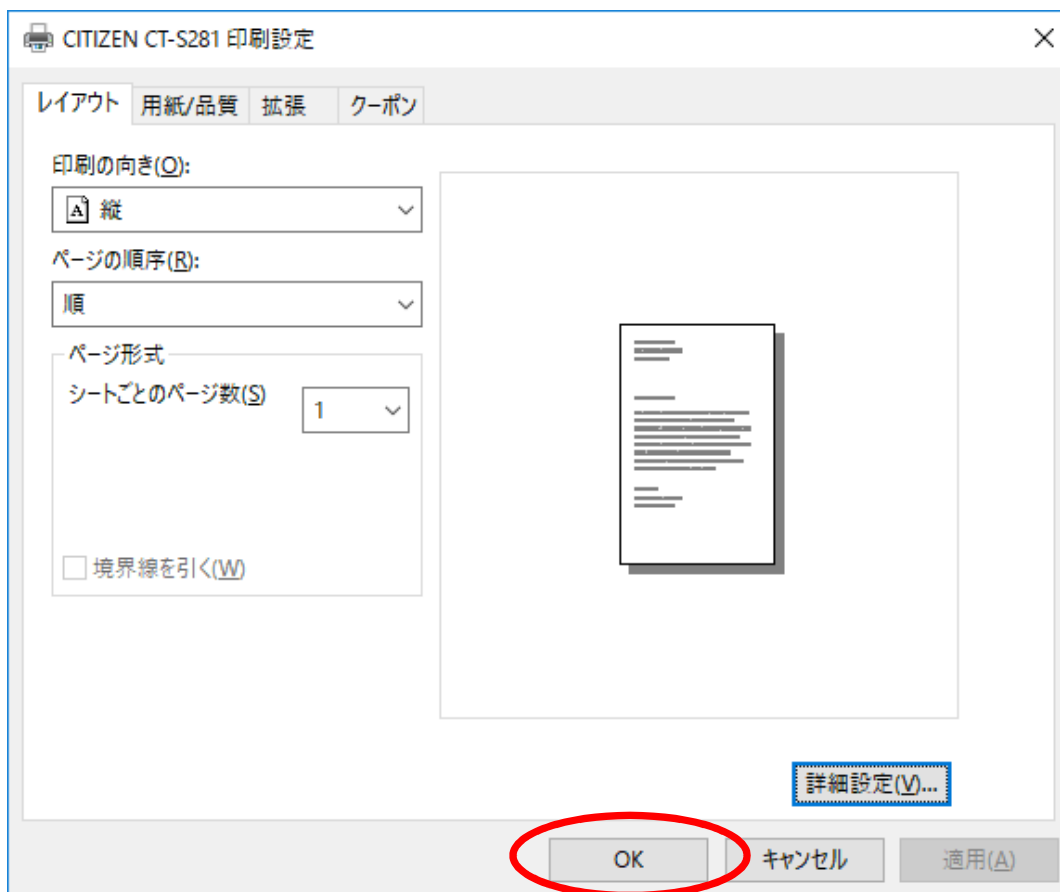 CITIZEN CT-S281 印刷設定
レイアウト 用紙/品質 拡張 クーポン
印刷の向き(O):
A 縦
ページの順序(R):
順
ページ形式
シートごとのページ数(S) 1
境界線を引く(W)
詳細設定(V)...
OK キャンセル 適用(A)